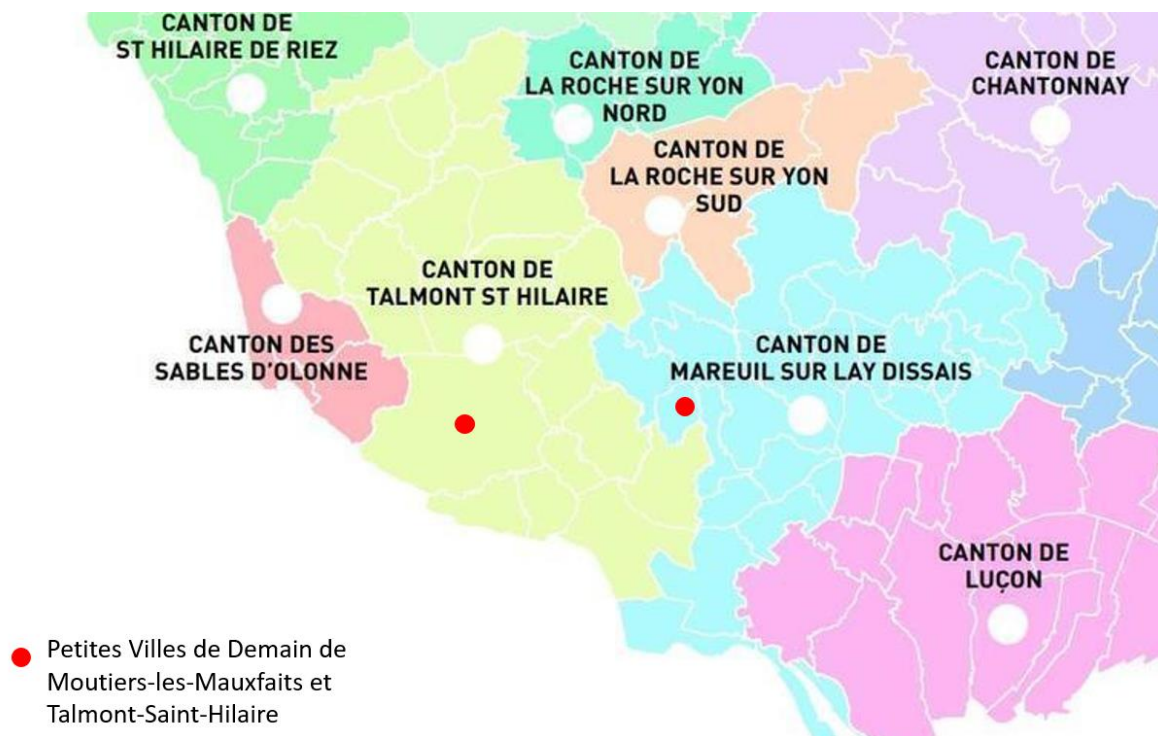 CANTON DE
ST HILAIRE DE RIEZ
CANTON DE
LA ROCHE SUR YON
NORD
CANTON DE
CHANTONNAY
CANTON DE
LA ROCHE SUR YON
SUD
CANTON DE
TALMONT ST HILAIRE
CANTON DES
SABLES D'OLONNE
CANTON DE
MAREUIL SUR LAY DISSAIS
CANTON DE
LUÇON
Petites Villes de Demain de
Moutiers-les-Mauxfaits et
Talmont-Saint-Hilaire